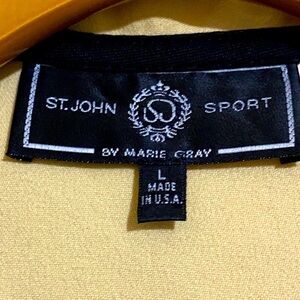 ST. JOHN SPORT
BY MARIE GRAY
L
MADE
IN U.S.A.